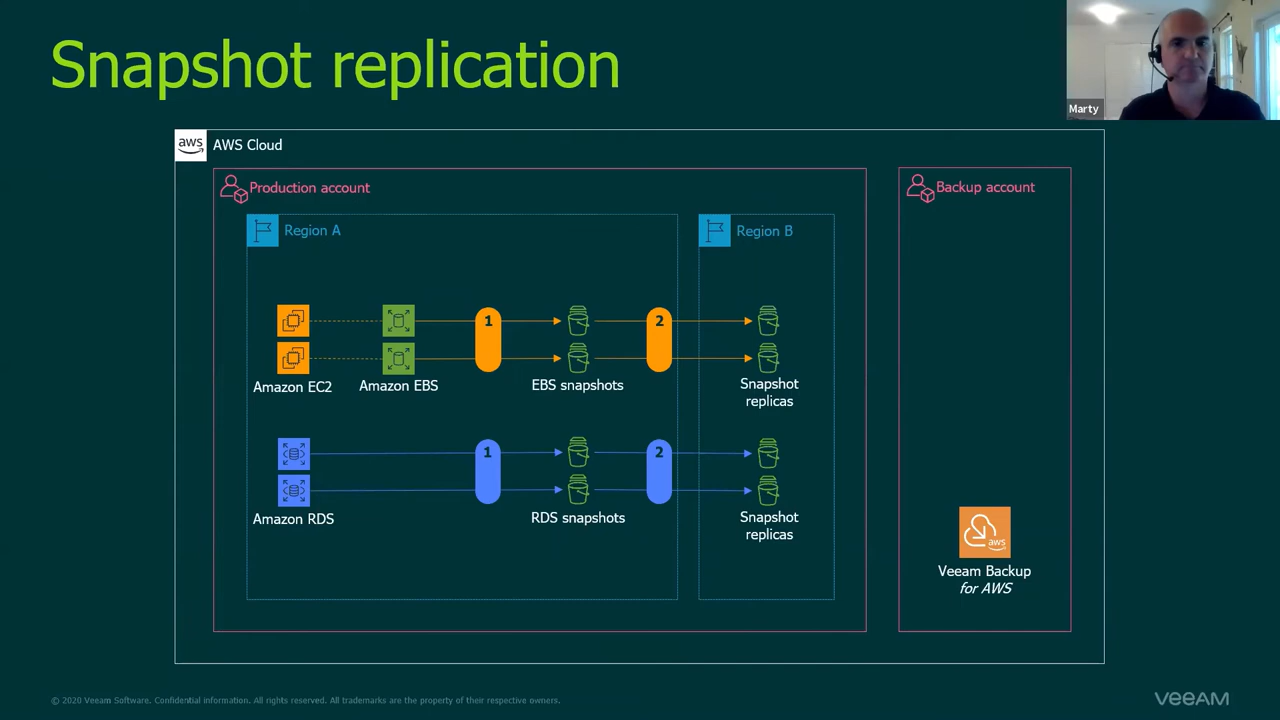 Snapshot replication
Marty
aws
AWS Cloud
Production account
Backup account
Region A
Region B
1
2
Amazon EC2
Amazon EBS
EBS snapshots
Snapshot
replicas
1
2
Amazon RDS
RDS snapshots
Snapshot
replicas
aws
Veeam Backup
for AWS
© 2020 Veeam Software. Confidential information. All rights reserved. All trademarks are the property of their respective owners.
veeam